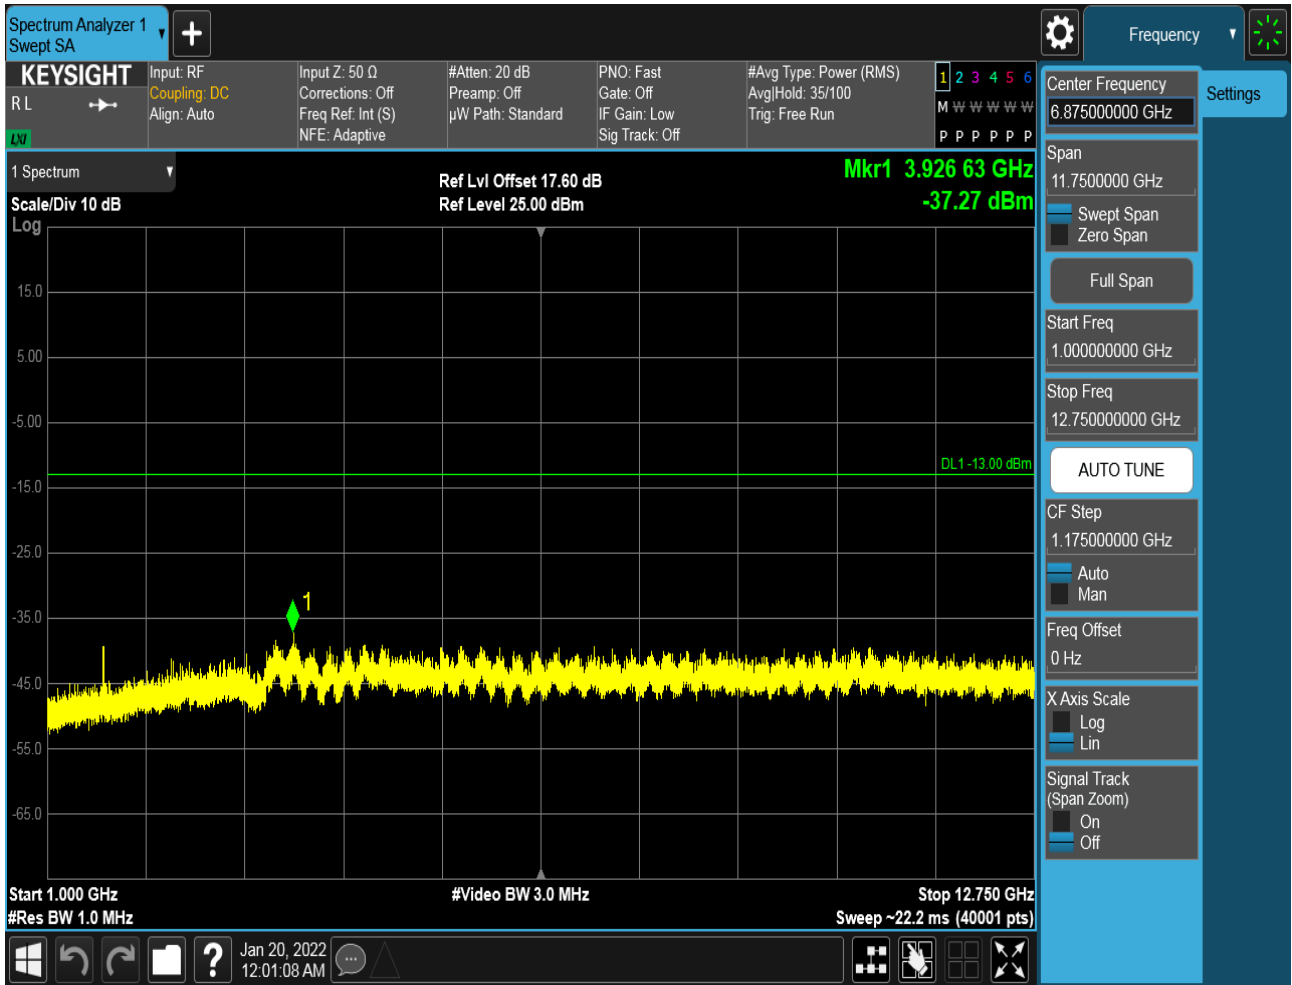 Spectrum Analyzer 1
Swept SA
Frequency
KEYSIGHT
R L
LXI
Input: RF
Coupling: DC
Align: Auto
Input Z: 50 Ω
Corrections: Off
Freq Ref: Int (S)
NFE: Adaptive
#Atten: 20 dB
Preamp: Off
µW Path: Standard
PNO: Fast
Gate: Off
IF Gain: Low
Sig Track: Off
#Avg Type: Power (RMS)
Avg|Hold: 35/100
Trig: Free Run
1 2 3 4 5 6
M W W W W W
P P P P P P
1 Spectrum
Scale/Div 10 dB
Log
Ref Lvl Offset 17.60 dB
Ref Level 25.00 dBm
Mkr1 3.926 63 GHz
-37.27 dBm
15.0
5.00
-5.00
-15.0
-25.0
-35.0
-45.0
-55.0
-65.0
DL1 -13.00 dBm
1
Start 1.000 GHz
#Res BW 1.0 MHz
#Video BW 3.0 MHz
Stop 12.750 GHz
Sweep ~22.2 ms (40001 pts)
?
Jan 20, 2022
12:01:08 AM
Center Frequency
6.875000000 GHz
Settings
Span
11.7500000 GHz
Swept Span
Zero Span
Full Span
Start Freq
1.000000000 GHz
Stop Freq
12.750000000 GHz
AUTO TUNE
CF Step
1.175000000 GHz
Auto
Man
Freq Offset
0 Hz
X Axis Scale
Log
Lin
Signal Track
(Span Zoom)
On
Off